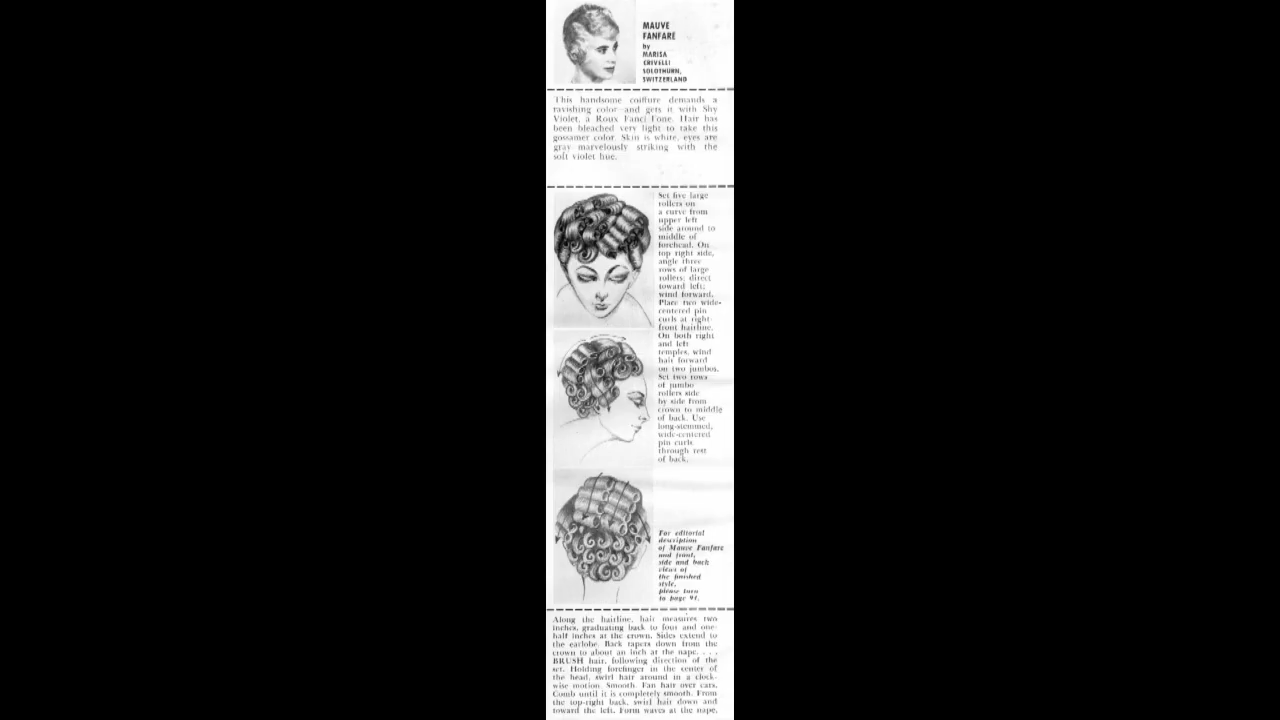 MAUVE
FANFARE
by
MARISA
CRIVELLI
SOLOTHURN,
SWITZERLAND
This handsome coiffure demands a
ravishing color and gets it with Shy
Violet, a Roux Fanci Tone. Hair has
been bleached very light to take this
gossamer color. Skin is white, eyes are
gray marvelously striking with the
soft violet hue.
Set five large
rollers on
a curve from
upper left
side around to
middle of
forehead. On
top right side,
angle three
rows of large
rollers; direct
toward left;
wind forward.
Place two wide-
centered pin
curls at right
front hairline.
On both right
and left
temples, wind
hair forward
on two jumbos.
Set two rows
of jumbo
rollers side
by side from
crown to middle
of back. Use
long-stemmed,
wide-centered
pin curls
through rest
of back.
For editorial
description
of Mauve Fanfare
and front,
side and back
views of
the finished
style,
please turn
to page 91.
Along the hairline, hair measures two
inches, graduating back to four and one-
half inches at the crown. Sides extend to
the earlobe. Back tapers down from the
crown to about an inch at the nape. . . .
BRUSH hair, following direction of the
set. Holding forefinger in the center of
the head, swirl hair around in a clock-
wise motion. Smooth. Fan hair over ears.
Comb until it is completely smooth. From
the top-right back, swirl hair down and
toward the left. Form waves at the nape.